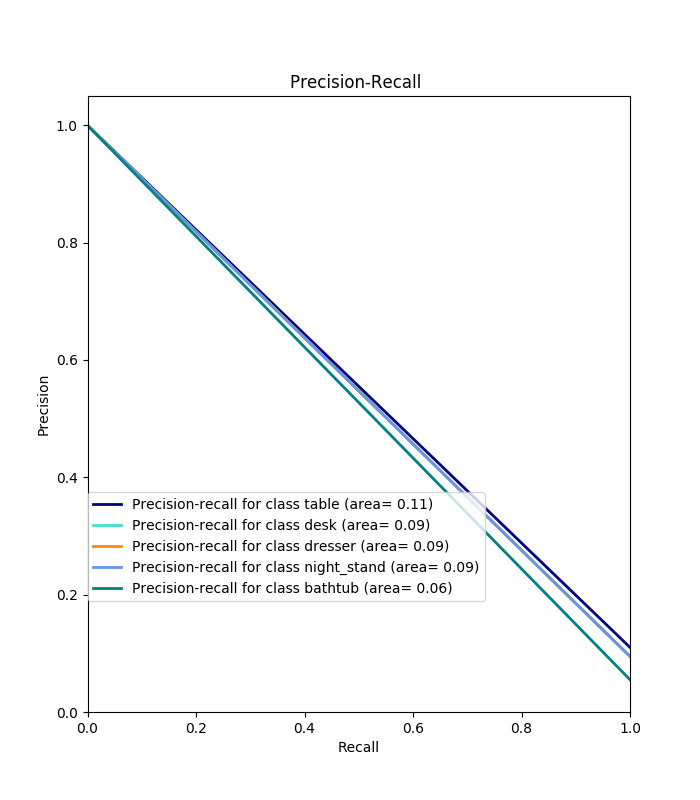 Precision-Recall
1.0
0.8
0.6
0.4
0.2
0.0
Precision
Precision-recall for class table (area= 0.11)
Precision-recall for class desk (area= 0.09)
Precision-recall for class dresser (area= 0.09)
Precision-recall for class night_stand (area= 0.09)
Precision-recall for class bathtub (area= 0.06)
0.0 0.2 0.4 0.6 0.8 1.0
Recall